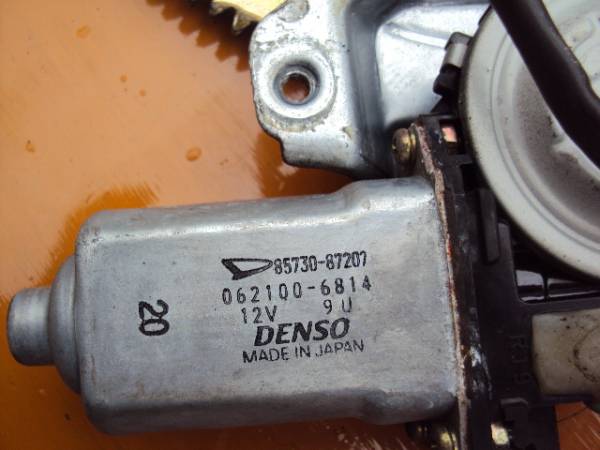 85730-87207
062100-6814
12V 9U
DENSO
MADE IN JAPAN
20